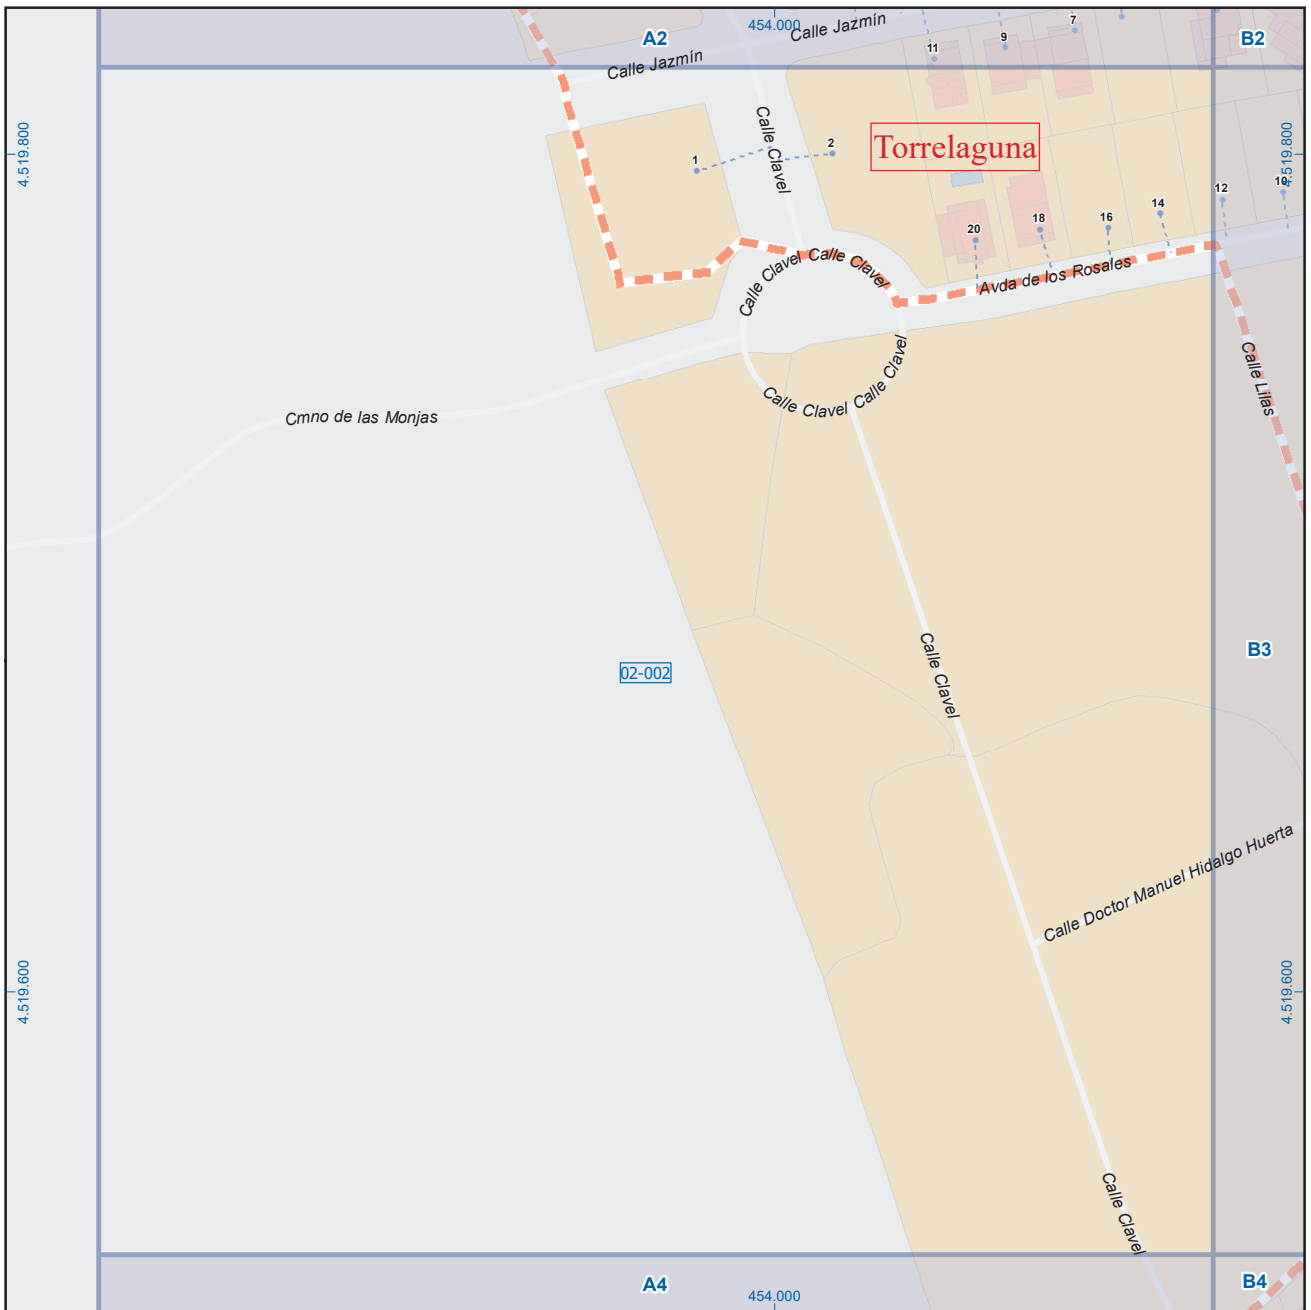 454.000
A2
B2
Calle Jazmín
Calle Jazmín
11
9
7
4.519.800
4.519.800
Calle Clavel
1
2
Torrelaguna
20
18
16
14
12
10
Calle Clavel
Calle Clavel
Avda de los Rosales
Calle Lilas
Calle Clavel
Calle Clavel
Cmno de las Monjas
Calle Clavel
02-002
B3
Calle Doctor Manuel Hidalgo Huerta
4.519.600
4.519.600
Calle Clavel
A4
B4
454.000